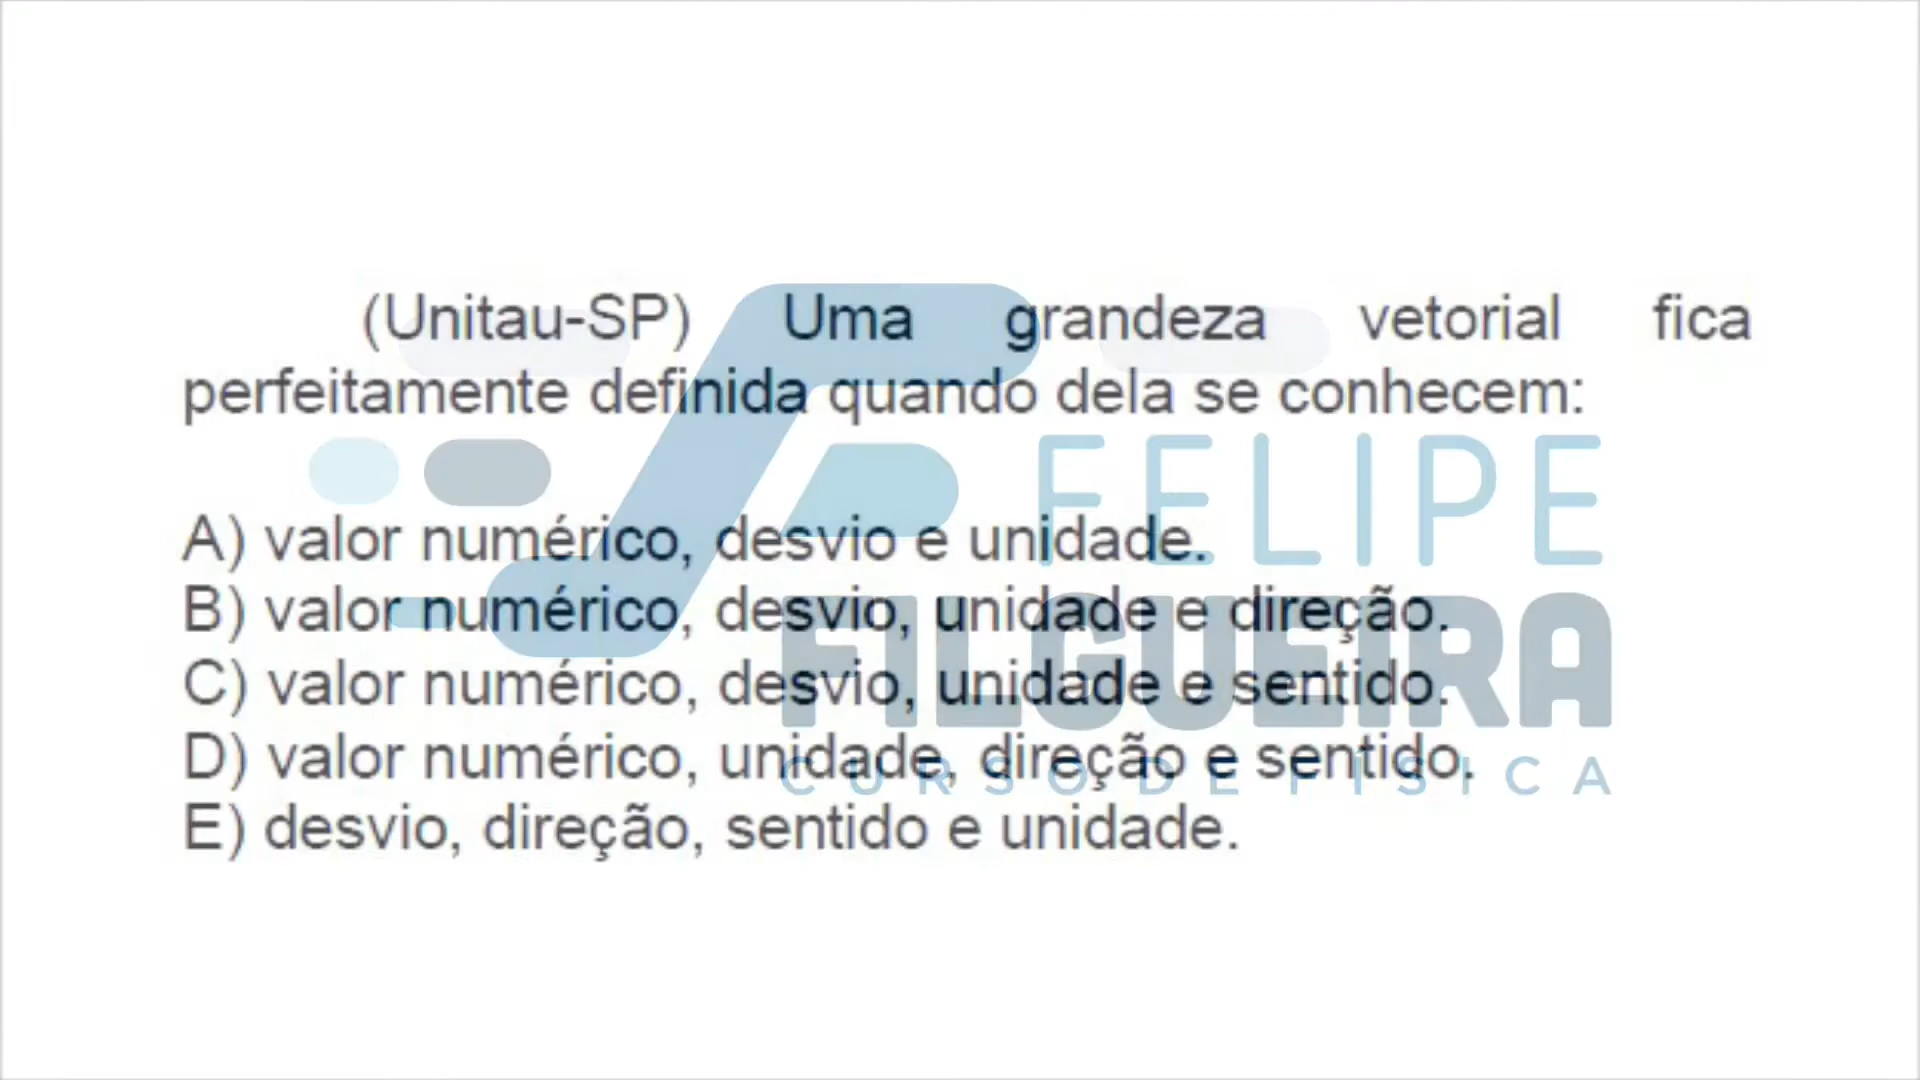 (Unitau-SP) Uma grandeza vetorial fica
perfeitamente definida quando dela se conhecem:
A) valor numérico, desvio e unidade.
B) valor numérico, desvio, unidade e direção.
C) valor numérico, desvio, unidade e sentido.
D) valor numérico, unidade, direção e sentido.
E) desvio, direção, sentido e unidade.
FELIPE
FILGUEIRA
CURSO DE FÍSICA